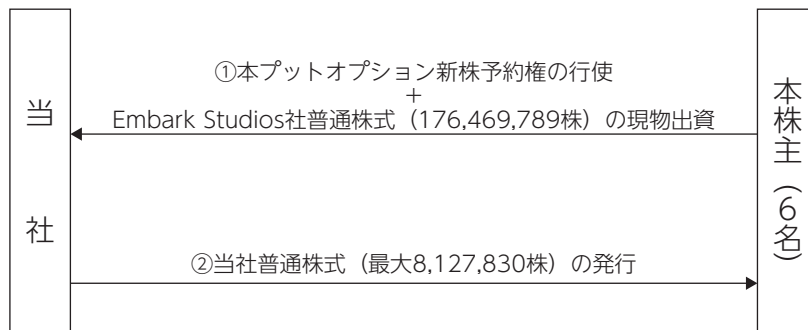 当社
①本プットオプション新株予約権の行使
+
Embark Studios社普通株式（176,469,789株）の現物出資
②当社普通株式（最大8,127,830株）の発行
本株主（6名）